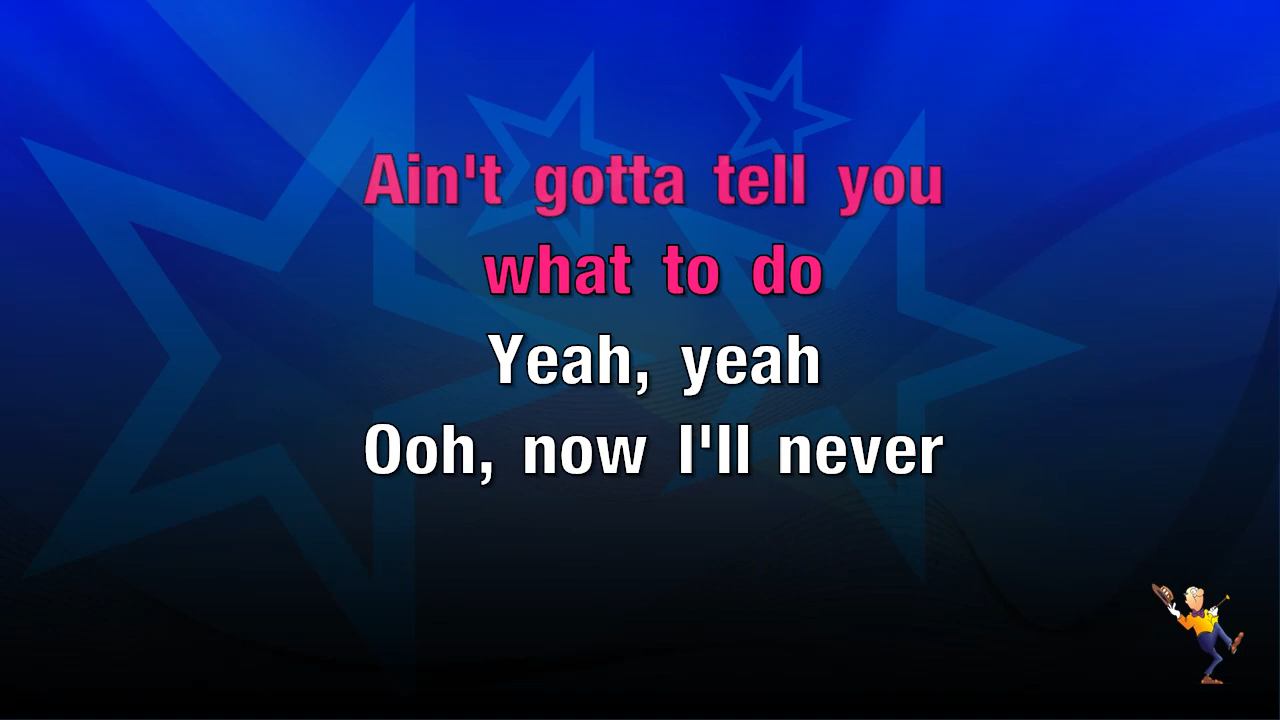 Ain't gotta tell you
what to do
Yeah, yeah
Ooh, now I'll never